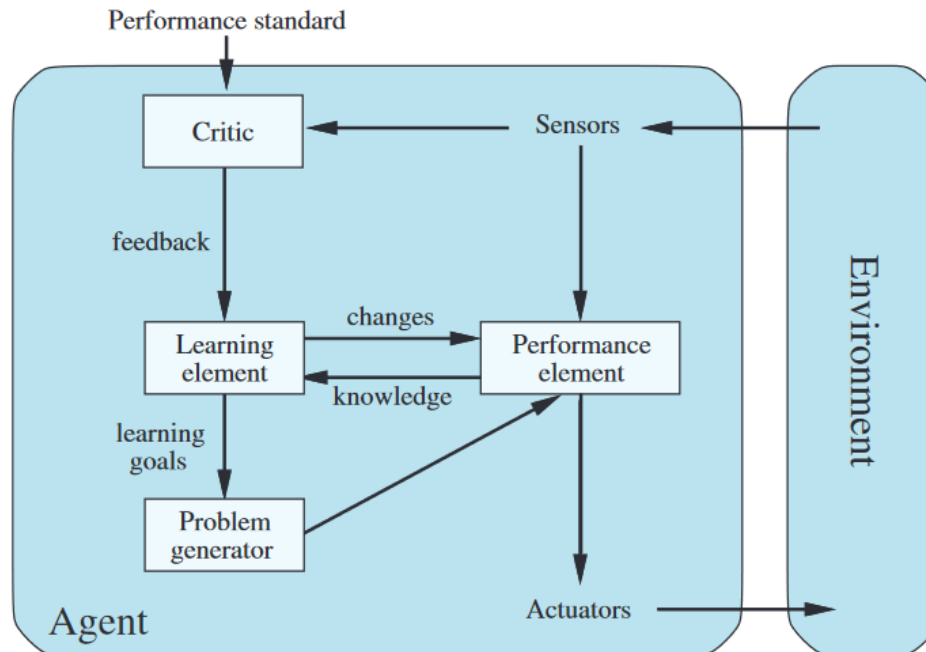 Performance standard
Critic
Sensors
feedback
Learning
element
changes
knowledge
Performance
element
learning
goals
Problem
generator
Actuators
Agent
Environment